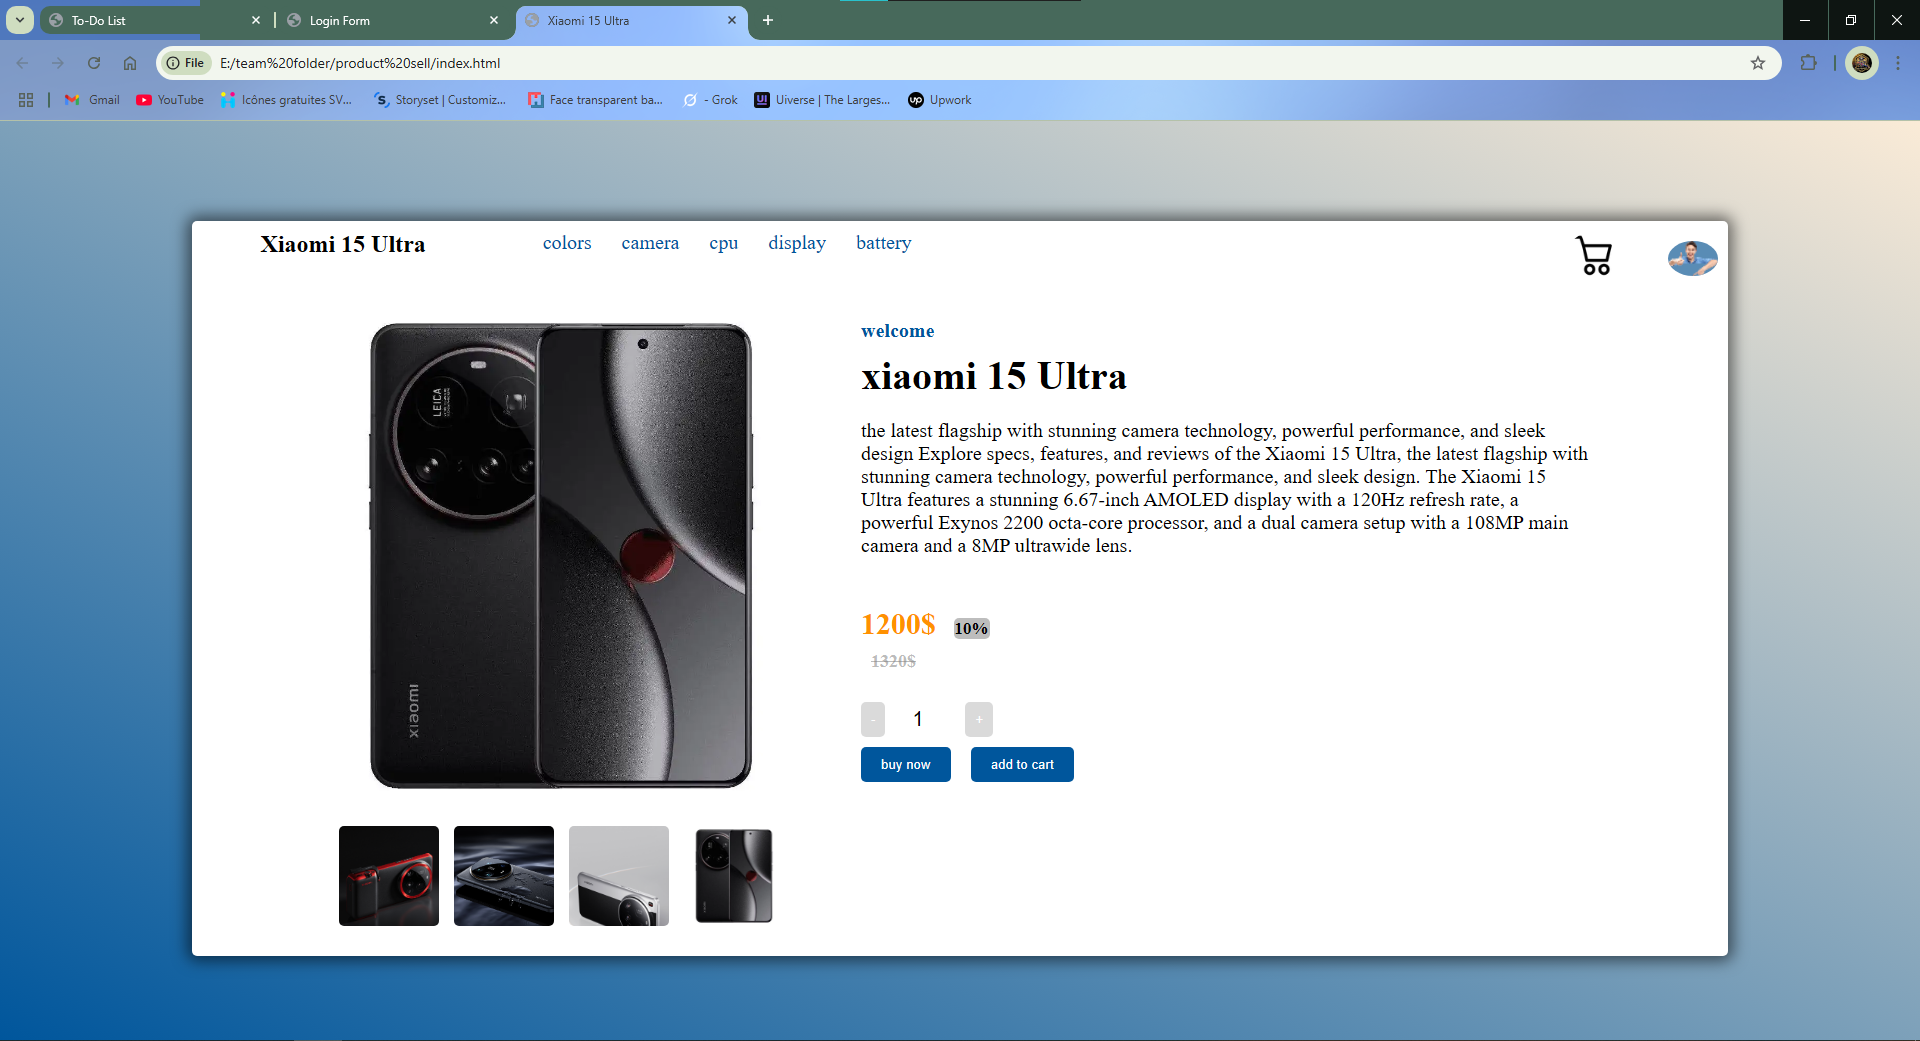 To-Do List
Login Form
Xiaomi 15 Ultra
File
E:/team%20folder/product%20sell/index.html
Gmail
YouTube
Icônes gratuites SV...
Storyset | Customiz...
Face transparent ba...
- Grok
Uiverse | The Larges...
Upwork
Xiaomi 15 Ultra
colors
camera
cpu
display
battery
welcome
xiaomi 15 Ultra
the latest flagship with stunning camera technology, powerful performance, and sleek
design Explore specs, features, and reviews of the Xiaomi 15 Ultra, the latest flagship with
stunning camera technology, powerful performance, and sleek design. The Xiaomi 15
Ultra features a stunning 6.67-inch AMOLED display with a 120Hz refresh rate, a
powerful Exynos 2200 octa-core processor, and a dual camera setup with a 108MP main
camera and a 8MP ultrawide lens.
1200$ 10%
1320$
- 1 +
buy now
add to cart
LEICA
xiaomi